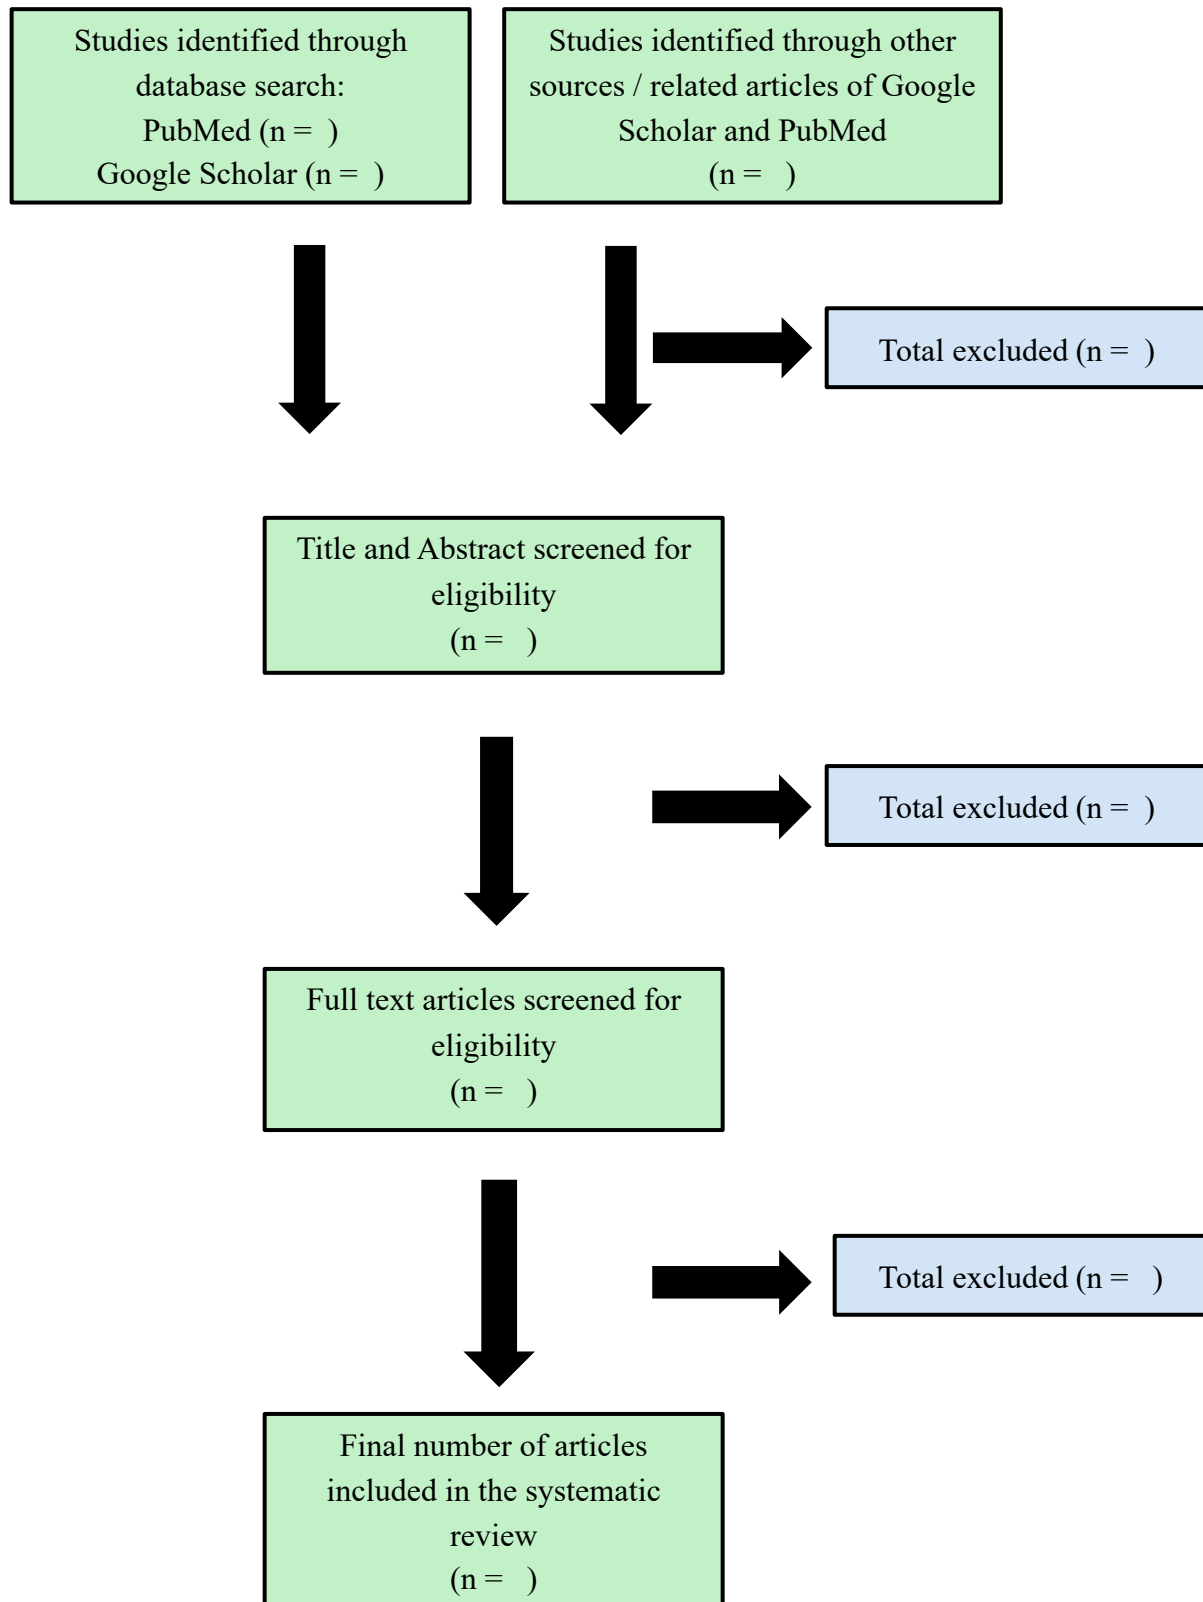 Studies identified through
database search:
PubMed (n =  )
Google Scholar (n =  )
Studies identified through other
sources / related articles of Google
Scholar and PubMed
(n =   )
Total excluded (n =  )
Title and Abstract screened for
eligibility
(n =   )
Total excluded (n =  )
Full text articles screened for
eligibility
(n =   )
Total excluded (n =   )
Final number of articles
included in the systematic
review
(n =   )